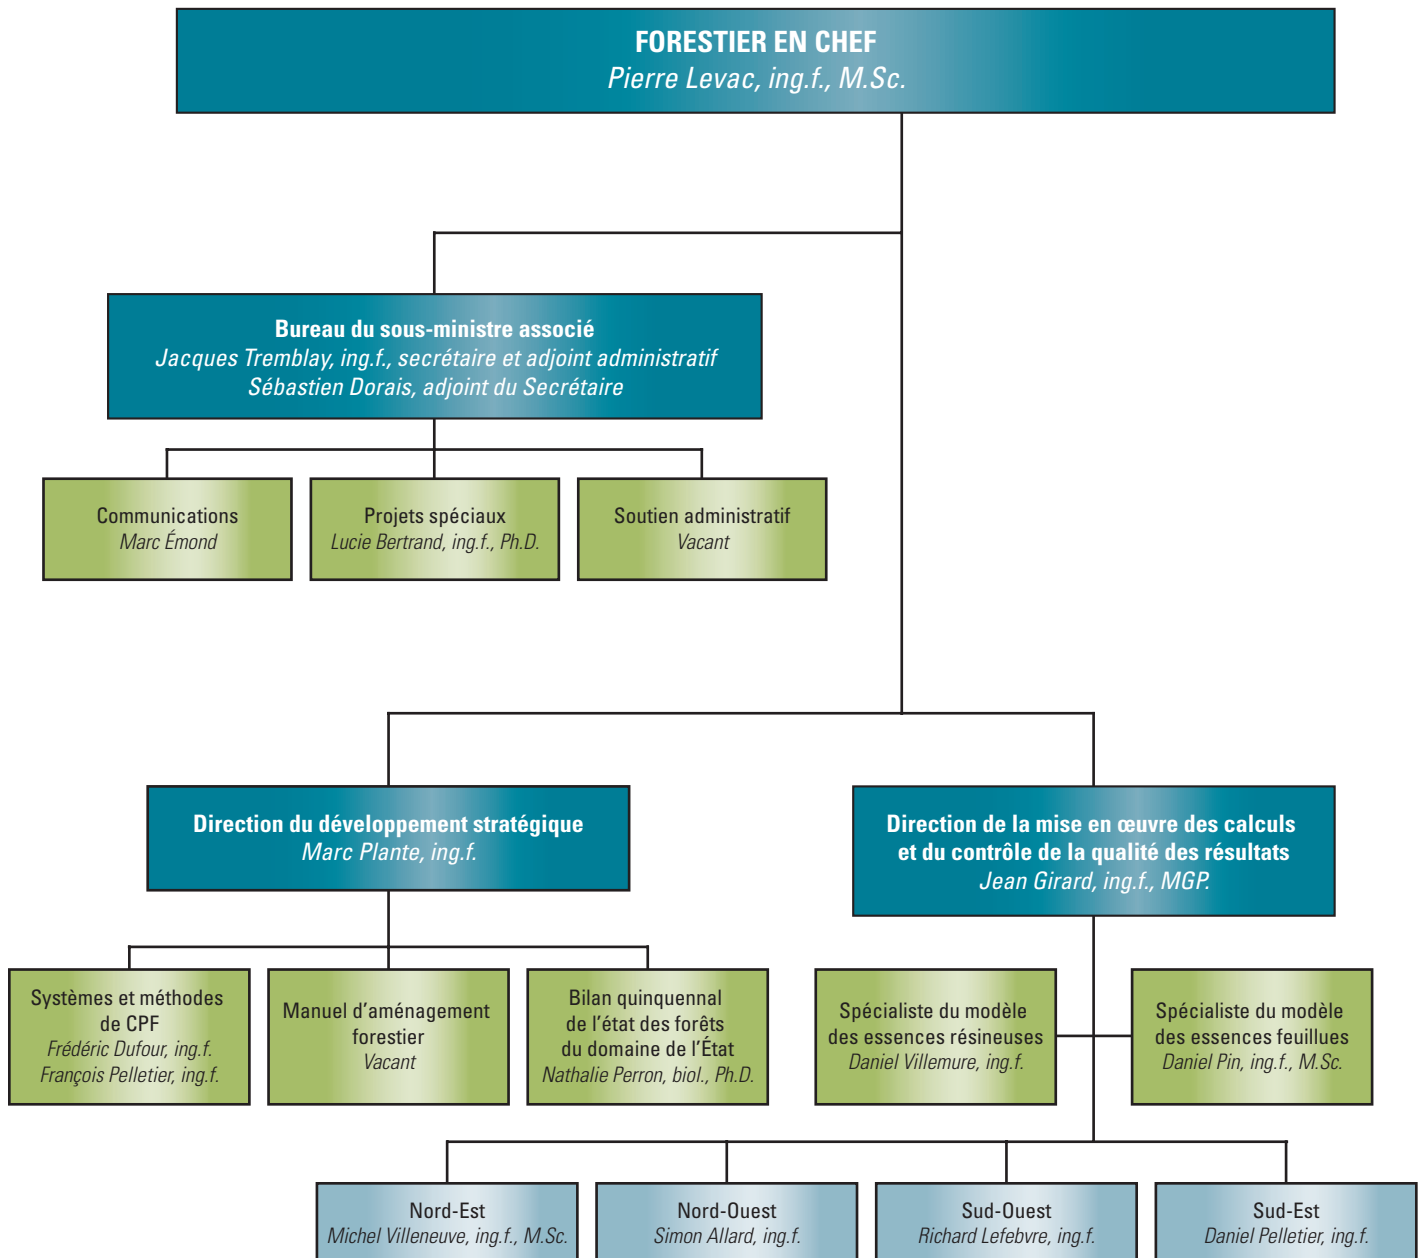 FORESTIER EN CHEF
Pierre Levac, ing.f., M.Sc.
Bureau du sous-ministre associé
Jacques Tremblay, ing.f., secrétaire et adjoint administratif
Sébastien Dorais, adjoint du Secrétaire
Communications
Marc Émond
Projets spéciaux
Lucie Bertrand, ing.f., Ph.D.
Soutien administratif
Vacant
Direction du développement stratégique
Marc Plante, ing.f.
Direction de la mise en œuvre des calculs
et du contrôle de la qualité des résultats
Jean Girard, ing.f., MGP.
Systèmes et méthodes
de CPF
Frédéric Dufour, ing.f.
François Pelletier, ing.f.
Manuel d'aménagement
forestier
Vacant
Bilan quinquennal
de l'état des forêts
du domaine de l'État
Nathalie Perron, biol., Ph.D.
Spécialiste du modèle
des essences résineuses
Daniel Villemure, ing.f.
Spécialiste du modèle
des essences feuillues
Daniel Pin, ing.f., M.Sc.
Nord-Est
Michel Villeneuve, ing.f., M.Sc.
Nord-Ouest
Simon Allard, ing.f.
Sud-Ouest
Richard Lefebvre, ing.f.
Sud-Est
Daniel Pelletier, ing.f.